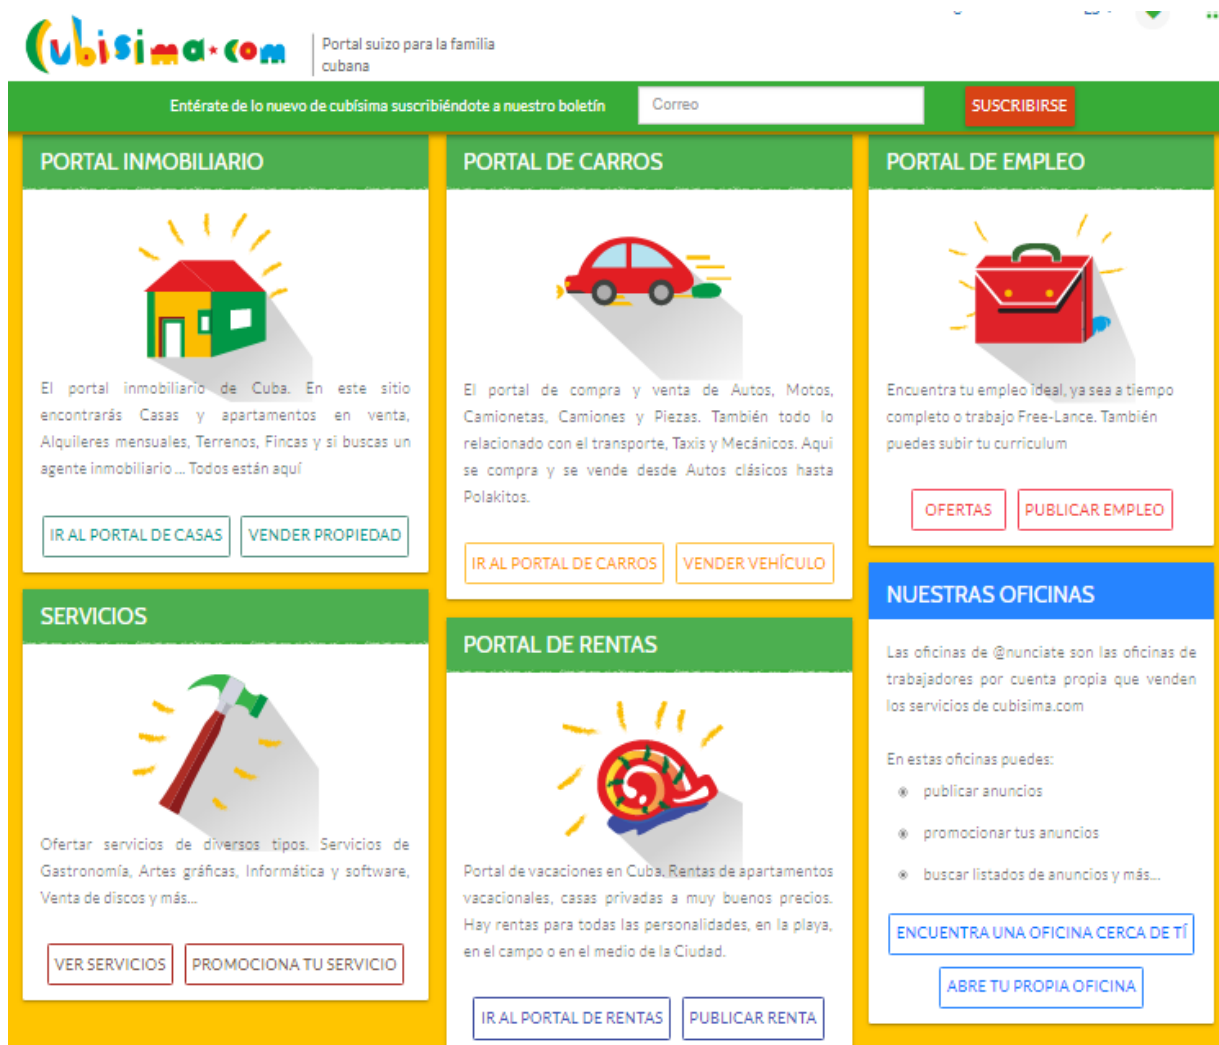 Cubisima.com
Portal suizo para la familia
cubana
Entérate de lo nuevo de cubísima suscribiéndote a nuestro boletín
Correo
SUSCRIBIRSE
PORTAL INMOBILIARIO
El portal inmobiliario de Cuba. En este sitio
encontrarás Casas y apartamentos en venta,
Alquileres mensuales, Terrenos, Fincas y si buscas un
agente inmobiliario ... Todos están aquí
IR AL PORTAL DE CASAS
VENDER PROPIEDAD
SERVICIOS
Ofertar servicios de diversos tipos. Servicios de
Gastronomía, Artes gráficas, Informática y software,
Venta de discos y más...
VER SERVICIOS
PROMOCIONA TU SERVICIO
PORTAL DE CARROS
El portal de compra y venta de Autos, Motos,
Camionetas, Camiones y Piezas. También todo lo
relacionado con el transporte, Taxis y Mecánicos. Aqui
se compra y se vende desde Autos clásicos hasta
Polakitos.
IR AL PORTAL DE CARROS
VENDER VEHÍCULO
PORTAL DE RENTAS
Portal de vacaciones en Cuba. Rentas de apartamentos
vacacionales, casas privadas a muy buenos precios.
Hay rentas para todas las personalidades, en la playa,
en el campo o en el medio de la Ciudad.
IR AL PORTAL DE RENTAS
PUBLICAR RENTA
PORTAL DE EMPLEO
Encuentra tu empleo ideal, ya sea a tiempo
completo o trabajo Free-Lance. También
puedes subir tu curriculum
OFERTAS
PUBLICAR EMPLEO
NUESTRAS OFICINAS
Las oficinas de @nunciate son las oficinas de
trabajadores por cuenta propia que venden
los servicios de cubisima.com
En estas oficinas puedes:
publicar anuncios
promocionar tus anuncios
buscar listados de anuncios y más...
ENCUENTRA UNA OFICINA CERCA DE TÍ
ABRE TU PROPIA OFICINA